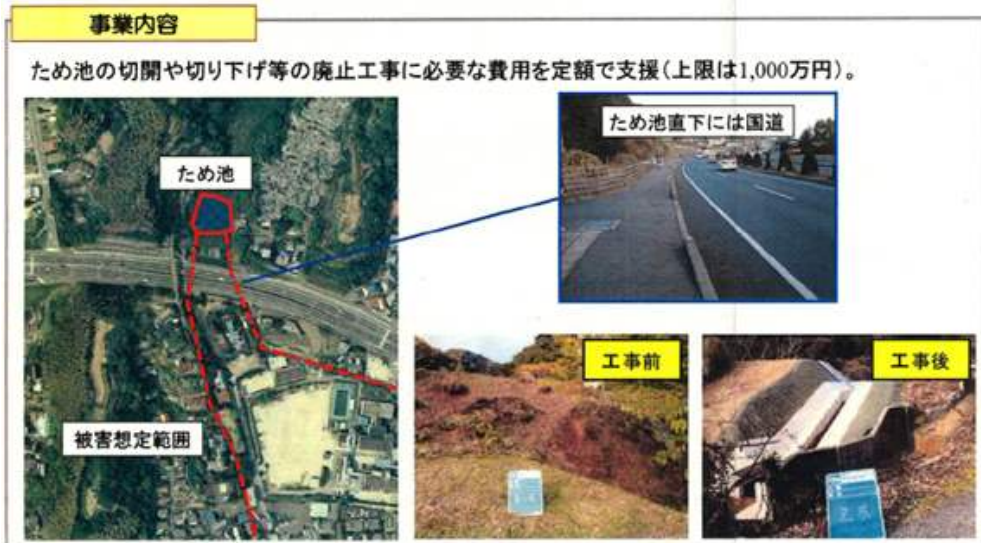 事業内容
ため池の切開や切り下げ等の廃止工事に必要な費用を定額で支援(上限は1,000万円)。
ため池直下には国道
ため池
工事前
工事後
被害想定範囲